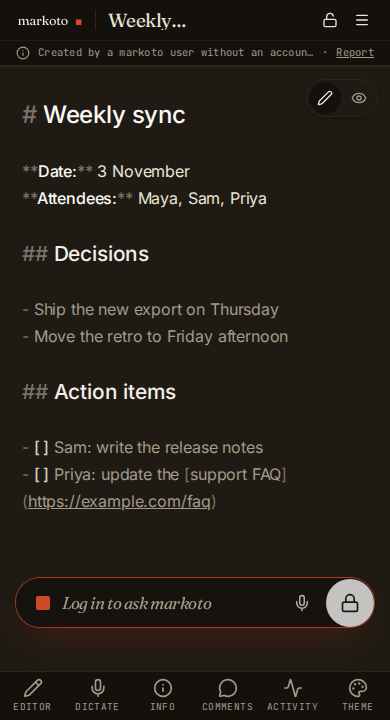 markoto
Weekly…
Created by a markoto user without an accoun… · Report
# Weekly sync
**Date:** 3 November
**Attendees:** Maya, Sam, Priya
## Decisions
- Ship the new export on Thursday
- Move the retro to Friday afternoon
## Action items
- [ ] Sam: write the release notes
- [ ] Priya: update the [support FAQ]
(https://example.com/faq)
Log in to ask markoto
EDITOR DICTATE INFO COMMENTS ACTIVITY THEME